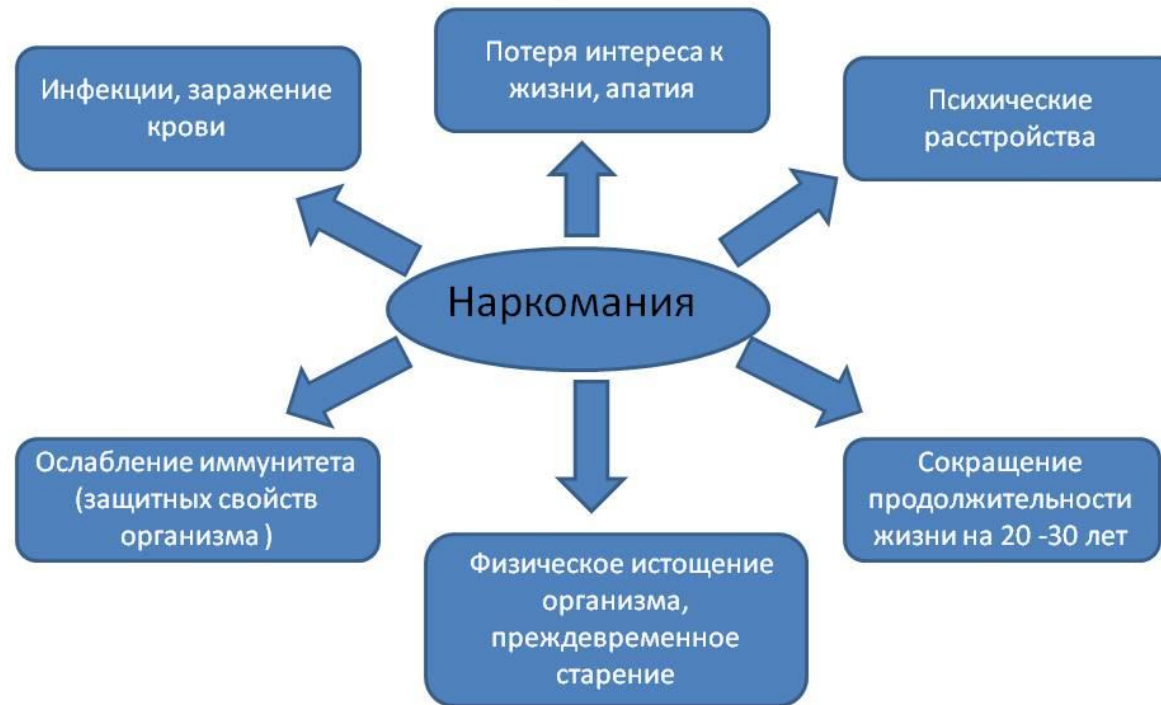 Инфекции, заражение
крови
Потеря интереса к
жизни, апатия
Психические
расстройства
Наркомания
Ослабление иммунитета
(защитных свойств
организма )
Физическое истощение
организма,
преждевременное
старение
Сокращение
продолжительности
жизни на 20 -30 лет